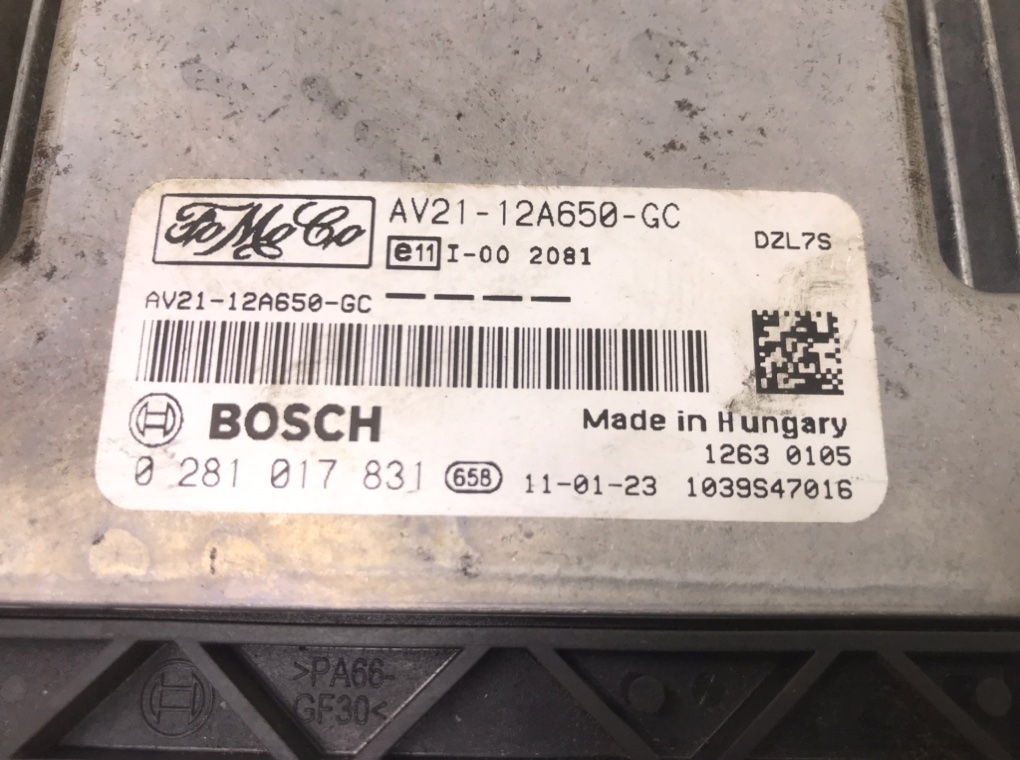 FoMoCo AV21-12A650-GC
DZL7S
e11 I-00 2081
AV21-12A650-GC ————
BOSCH
Made in Hungary
1263 0105
0 281 017 831 65B 11-01-23 1039S47016
>PA66-
GF30<